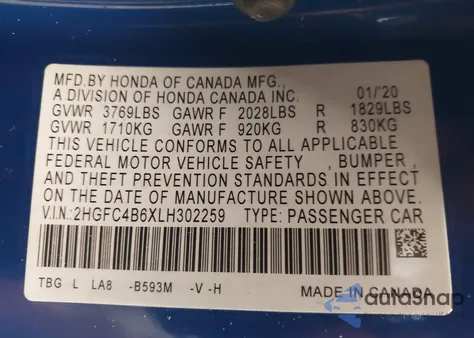 MFD.BY HONDA OF CANADA MFG.,
A DIVISION OF HONDA CANADA INC. 01/'20
GVWR 3769LBS GAWR F 2028LBS R 1829LBS
GVWR 1710KG GAWR F 920KG R 830KG
THIS VEHICLE CONFORMS TO ALL APPLICABLE
FEDERAL MOTOR VEHICLE SAFETY , BUMPER ,
AND THEFT PREVENTION STANDARDS IN EFFECT
ON THE DATE OF MANUFACTURE SHOWN ABOVE.
V.I.N.:2HGFC4B6XLH302259 TYPE: PASSENGER CAR
TBG L LA8 -B593M -V -H MADE IN CANADA
autoSnap